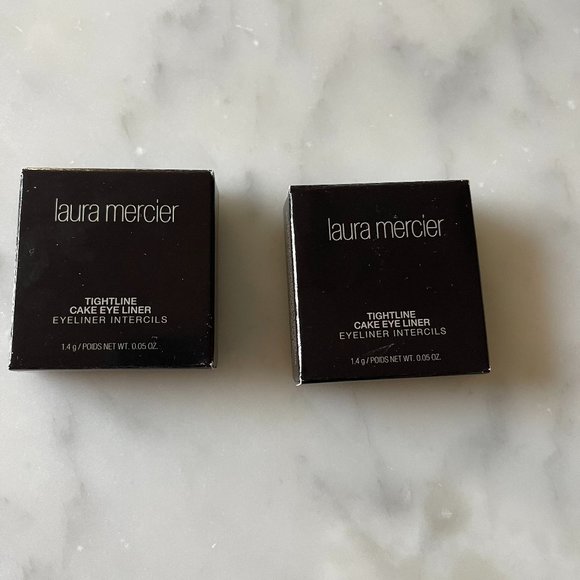 laura mercier
TIGHTLINE
CAKE EYE LINER
EYELINER INTERCILS
1.4 g / POIDS NET WT. 0.05 OZ.
laura mercier
TIGHTLINE
CAKE EYE LINER
EYELINER INTERCILS
1.4 g / POIDS NET WT. 0.05 OZ.